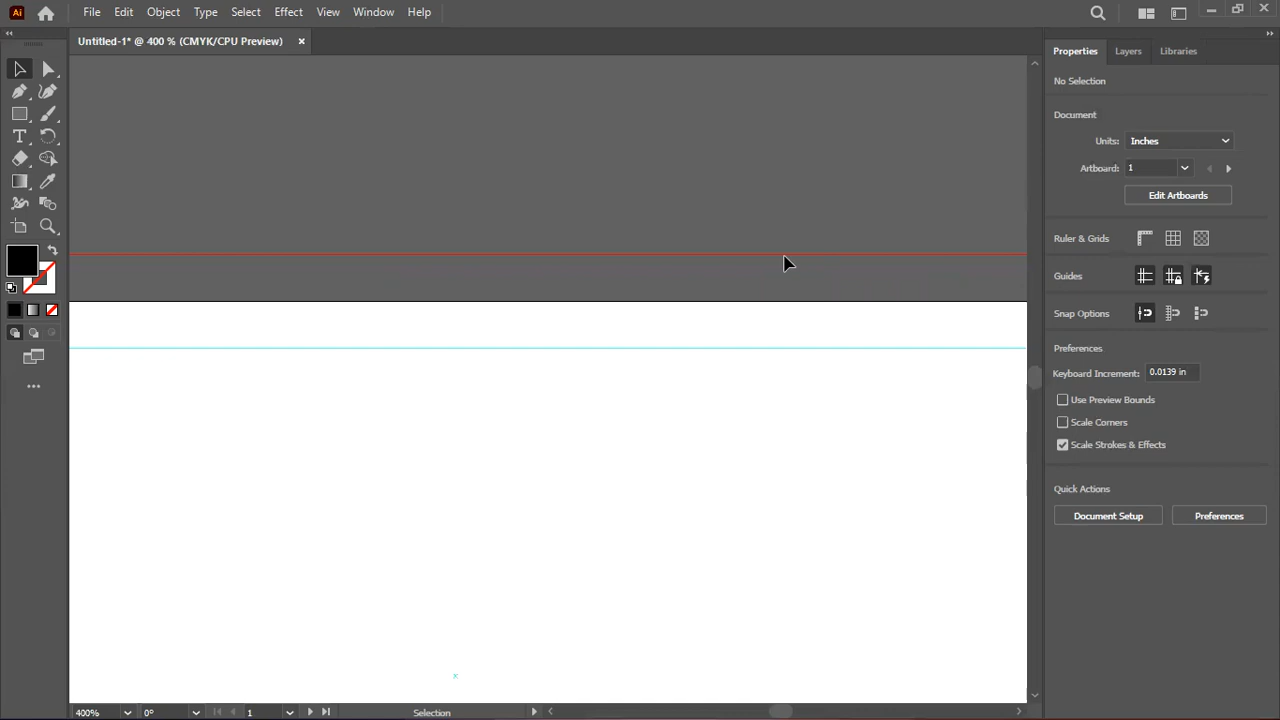 Ai File Edit Object Type Select Effect View Window Help
Untitled-1* @ 400 % (CMYK/CPU Preview) ×
Properties Layers Libraries
No Selection
Document
Units: Inches
Artboard: 1
Edit Artboards
Ruler & Grids
Guides
Snap Options
Preferences
Keyboard Increment: 0.0139 in
Use Preview Bounds
Scale Corners
Scale Strokes & Effects
Quick Actions
Document Setup Preferences
400% 0° 1 Selection